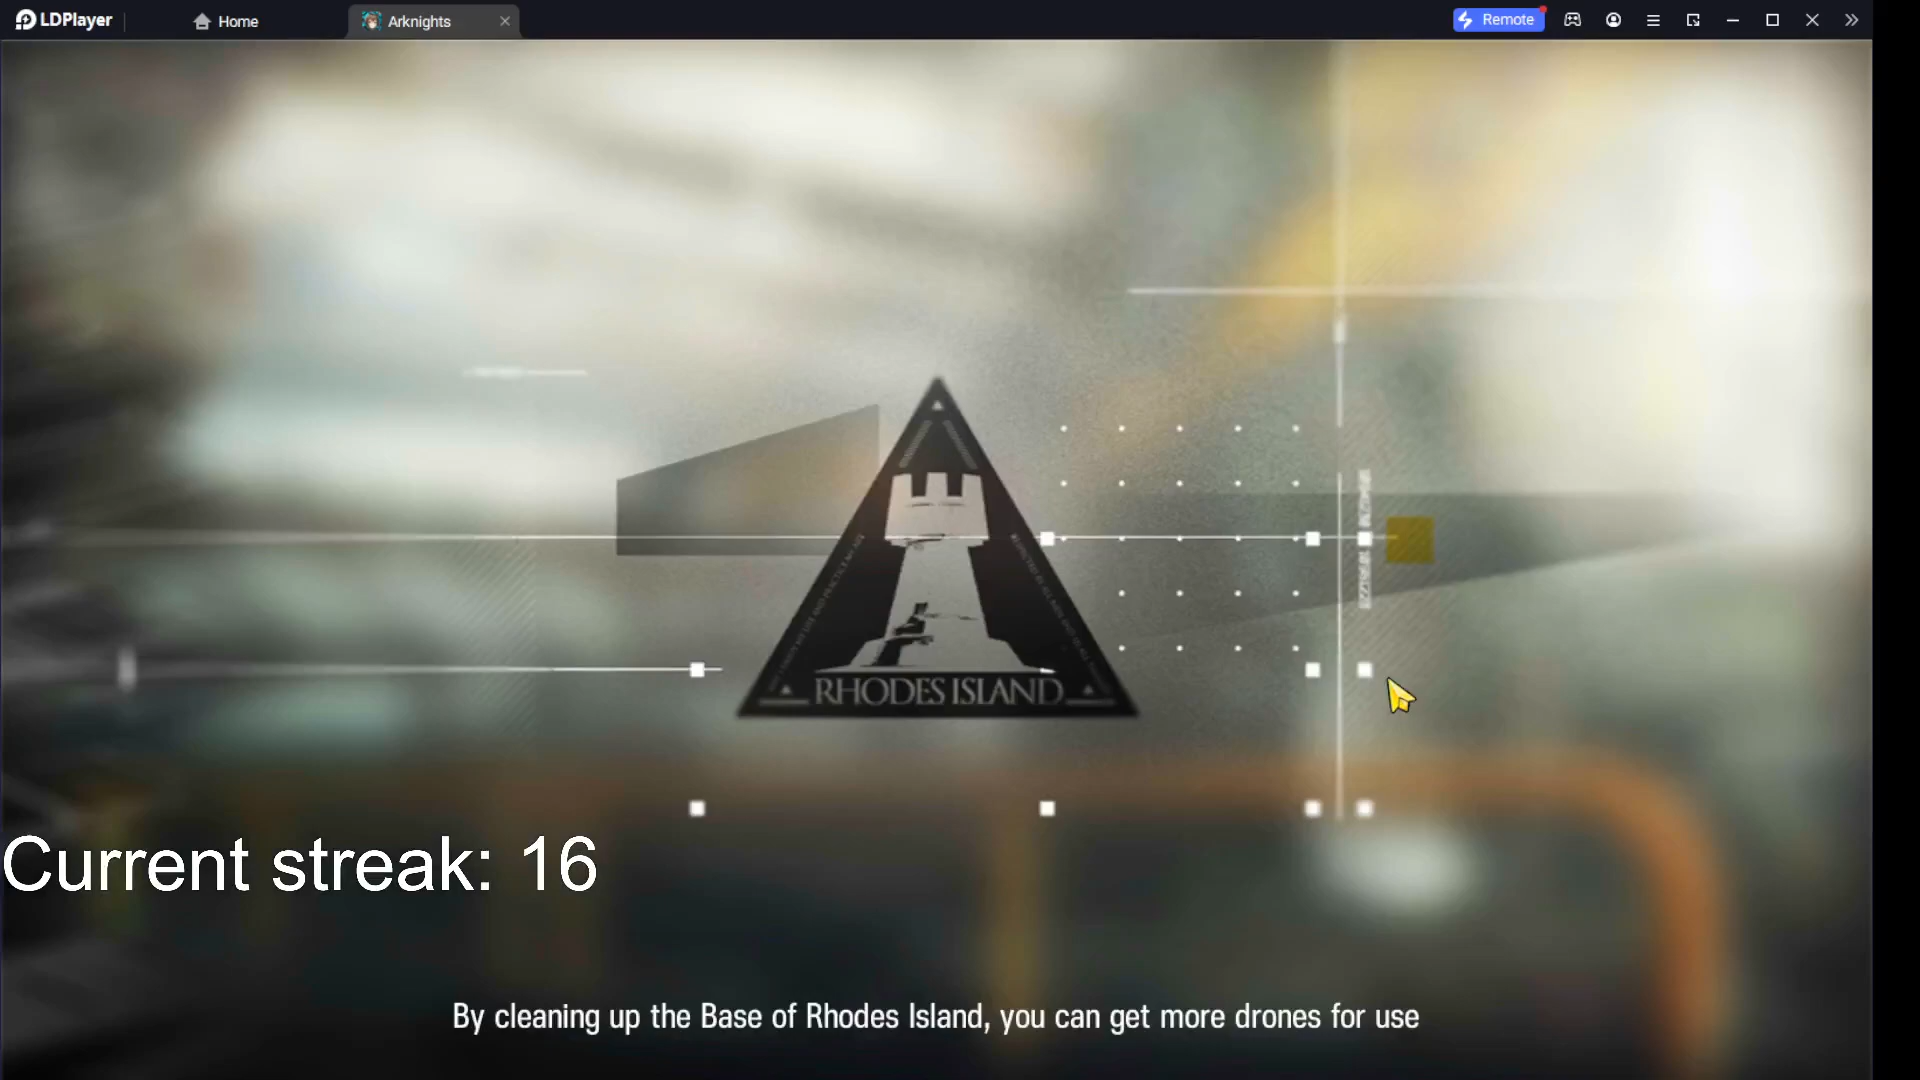 LDPlayer
Home
Arknights
Remote
RHODES ISLAND
Current streak: 16
By cleaning up the Base of Rhodes Island, you can get more drones for use